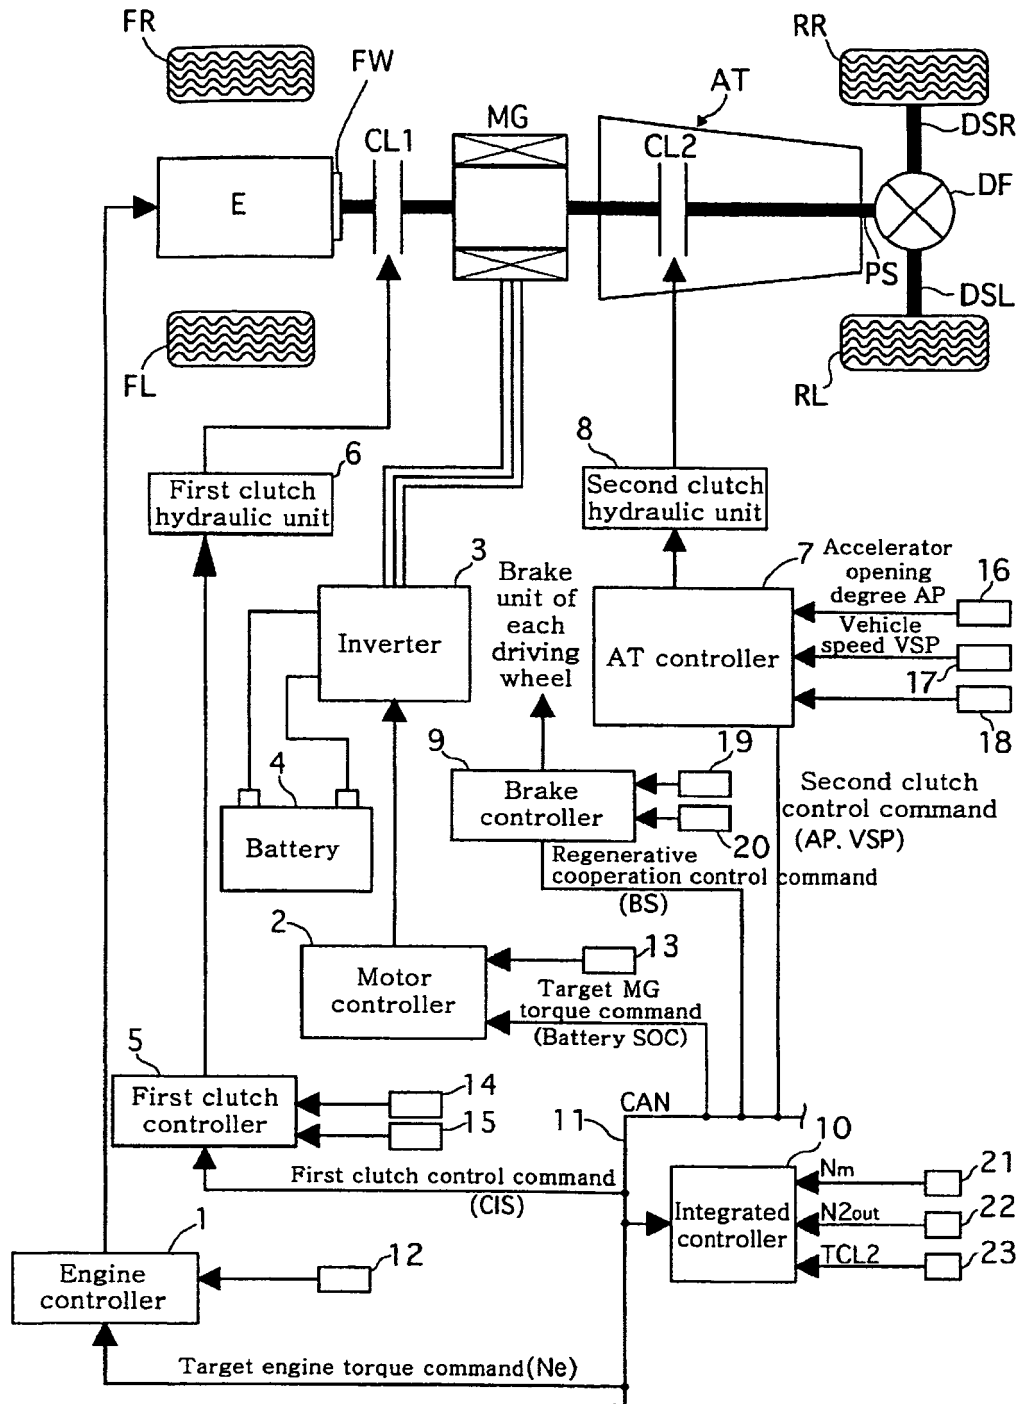 FR
FW
RR
AT
MG
CL1
CL2
DSR
E
DF
PS
DSL
FL
RL
6
8
First clutch
hydraulic unit
Second clutch
hydraulic unit
3
7
Accelerator
opening
degree AP
16
Brake
unit of
each
driving
wheel
Inverter
AT controller
Vehicle
speed VSP
17
18
4
9
19
Battery
Brake
controller
20
Second clutch
control command
(AP. VSP)
Regenerative
cooperation control command
(BS)
2
13
Motor
controller
Target MG
torque command
(Battery SOC)
5
14
First clutch
controller
15
CAN
11
10
First clutch control command
(CIS)
Nm
21
Integrated
controller
N2out
22
TCL2
23
1
12
Engine
controller
Target engine torque command(Ne)